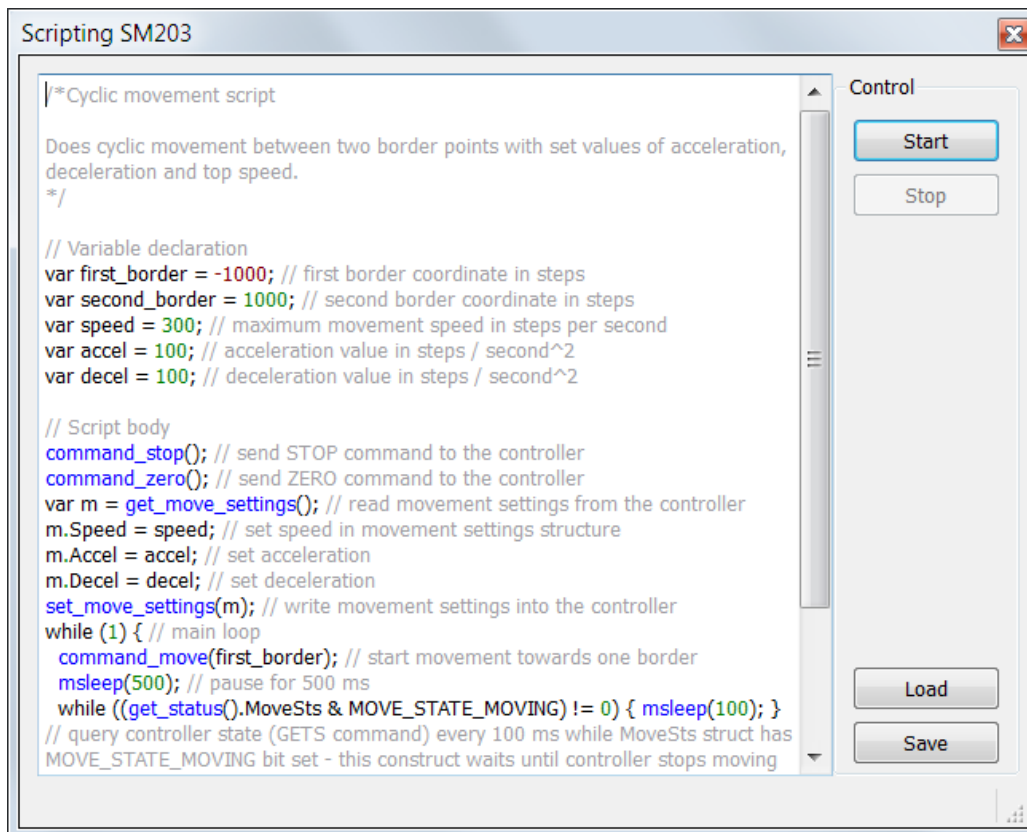 Scripting SM203
/*Cyclic movement script
Does cyclic movement between two border points with set values of acceleration,
deceleration and top speed.
*/
// Variable declaration
var first_border = -1000; // first border coordinate in steps
var second_border = 1000; // second border coordinate in steps
var speed = 300; // maximum movement speed in steps per second
var accel = 100; // acceleration value in steps / second^2
var decel = 100; // deceleration value in steps / second^2
// Script body
command_stop(); // send STOP command to the controller
command_zero(); // send ZERO command to the controller
var m = get_move_settings(); // read movement settings from the controller
m.Speed = speed; // set speed in movement settings structure
m.Accel = accel; // set acceleration
m.Decel = decel; // set deceleration
set_move_settings(m); // write movement settings into the controller
while (1) { // main loop
  command_move(first_border); // start movement towards one border
  msleep(500); // pause for 500 ms
  while ((get_status().MoveSts & MOVE_STATE_MOVING) != 0) { msleep(100); }
// query controller state (GETS command) every 100 ms while MoveSts struct has
MOVE_STATE_MOVING bit set - this construct waits until controller stops moving
Control
Start
Stop
Load
Save